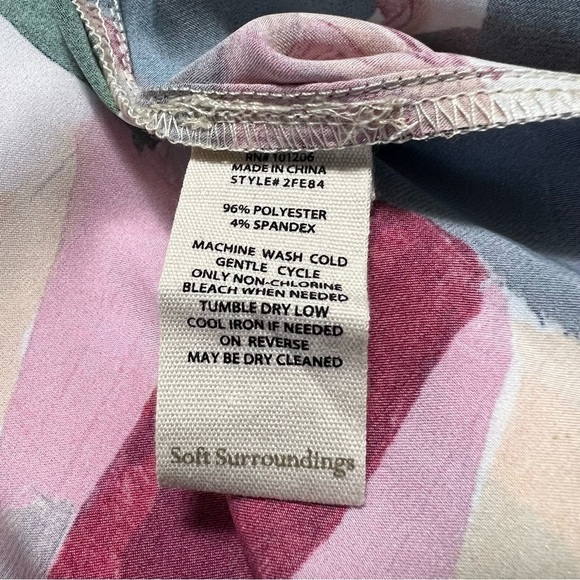 RN# 101206
MADE IN CHINA
STYLE# 2FE84
96% POLYESTER
4% SPANDEX
MACHINE WASH COLD
GENTLE CYCLE
ONLY NON-CHLORINE
BLEACH WHEN NEEDED
TUMBLE DRY LOW
COOL IRON IF NEEDED
ON REVERSE
MAY BE DRY CLEANED
Soft Surroundings